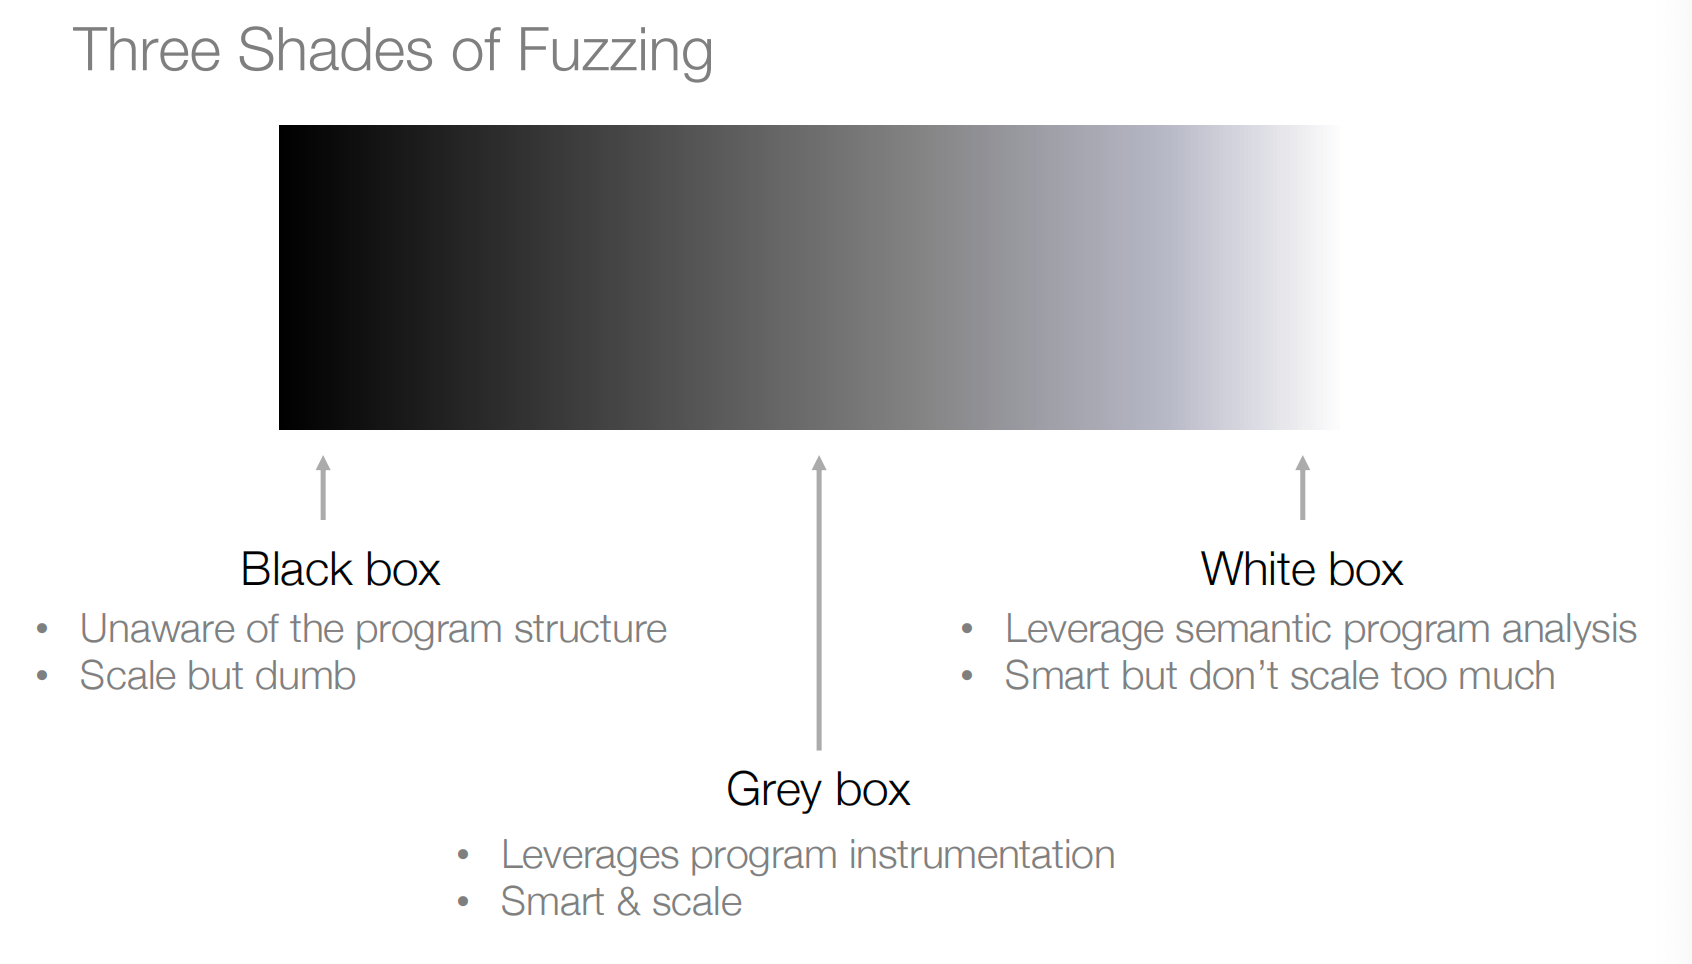 Three Shades of Fuzzing
Black box
• Unaware of the program structure
• Scale but dumb
White box
• Leverage semantic program analysis
• Smart but don’t scale too much
Grey box
• Leverages program instrumentation
• Smart & scale